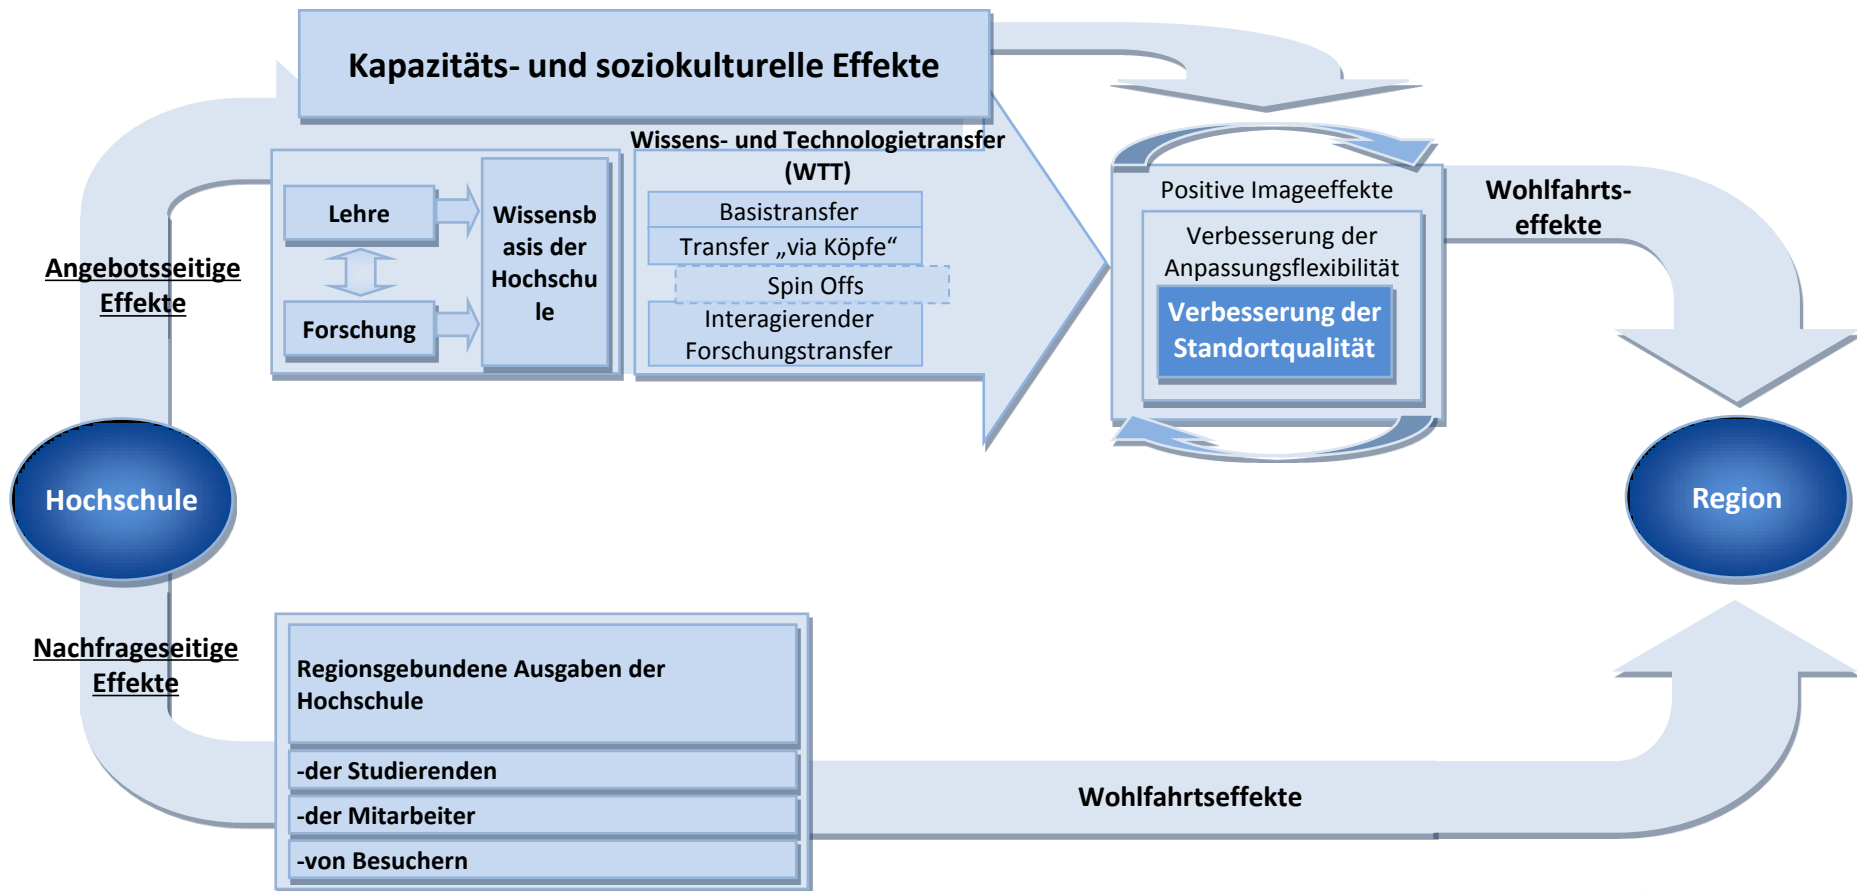 Kapazitäts- und soziokulturelle Effekte
Wissens- und Technologietransfer
(WTT)
Lehre
Forschung
Wissensb
asis der
Hochschu
le
Basistransfer
Transfer „via Köpfe“
Spin Offs
Interagierender
Forschungstransfer
Positive Imageeffekte
Verbesserung der
Anpassungsflexibilität
Verbesserung der
Standortqualität
Wohlfahrts-
effekte
Angebotsseitige
Effekte
Hochschule
Region
Nachfrageseitige
Effekte
Regionsgebundene Ausgaben der
Hochschule
-der Studierenden
-der Mitarbeiter
-von Besuchern
Wohlfahrtseffekte